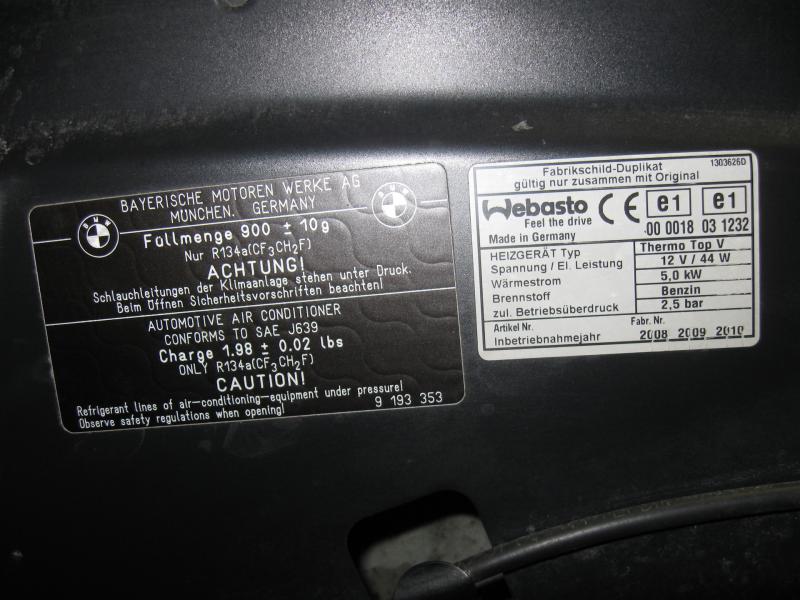 BAYERISCHE MOTOREN WERKE AG
MÜNCHEN. GERMANY
BMW
BMW
Füllmenge 900 ± 10g
Nur R134a(CF3CH2F)
ACHTUNG!
Schlauchleitungen der Klimaanlage stehen unter Druck.
Beim Öffnen Sicherheitsvorschriften beachten!
AUTOMOTIVE AIR CONDITIONER
CONFORMS TO SAE J639
Charge 1.98 ± 0.02 lbs
ONLY R134a(CF3CH2F)
CAUTION!
Refrigerant lines of air-conditioning-equipment under pressure!
Observe safety regulations when opening!
9 193 353
1303626D
Fabrikschild-Duplikat
gültig nur zusammen mit Original
Webasto CE e1 e1
Feel the drive
00 0018 03 1232
Made in Germany
HEIZGERÄT Typ Thermo Top V
Spannung / El. Leistung 12 V / 44 W
Wärmestrom 5,0 kW
Brennstoff Benzin
zul. Betriebsüberdruck 2,5 bar
Artikel Nr. Fabr. Nr.
Inbetriebnahmejahr 2008 2009 2010